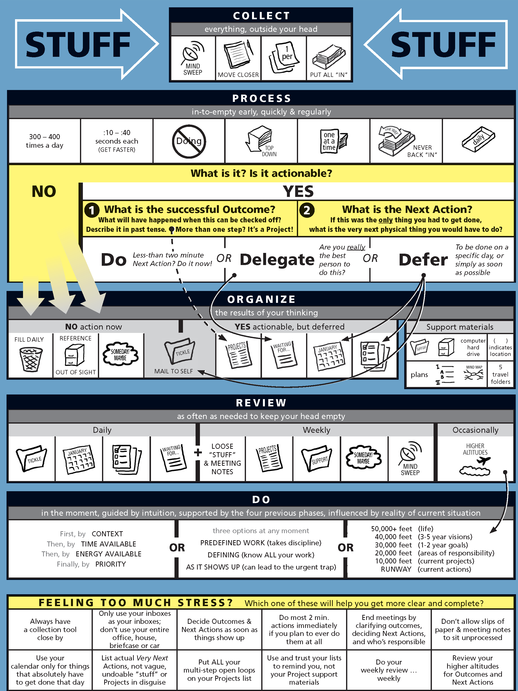 STUFF
COLLECT
everything, outside your head
MIND
SWEEP
MOVE CLOSER
1
per
PUT ALL "IN"
STUFF
PROCESS
in-to-empty early, quickly & regularly
300 – 400
times a day
:10 – :40
seconds each
(GET FASTER)
Doing
TOP
DOWN
one
at a
time
NEVER
BACK "IN"
daily
What is it? Is it actionable?
NO
YES
1 What is the successful Outcome?
What will have happened when this can be checked off?
Describe it in past tense. More than one step? It's a Project!
2 What is the Next Action?
If this was the only thing you had to get done,
what is the very next physical thing you would have to do?
Do
Less-than two minute
Next Action? Do it now!
OR
Delegate
Are you really
the best
person to
do this?
OR
Defer
To be done on a
specific day, or
simply as soon
as possible
ORGANIZE
the results of your thinking
NO action now
FILL DAILY
REFERENCE
OUT OF SIGHT
SOMEDAY
MAYBE
YES actionable, but deferred
TICKLE
MAIL TO SELF
PROJECTS
WAITING
FOR...
JANUARY
Support materials
computer
hard
drive
( )
indicates
location
plans
MIND MAP
5
travel
folders
REVIEW
as often as needed to keep your head empty
Daily
TICKLE
JANUARY
WAITING
FOR...
+
Weekly
LOOSE
"STUFF"
& MEETING
NOTES
PROJECTS
SUPPORT
SOMEDAY
MAYBE
MIND
SWEEP
Occasionally
HIGHER
ALTITUDES
DO
in the moment, guided by intuition, supported by the four previous phases, influenced by reality of current situation
First, by CONTEXT
Then, by TIME AVAILABLE
Then, by ENERGY AVAILABLE
Finally, by PRIORITY
OR
three options at any moment
PREDEFINED WORK (takes discipline)
DEFINING (know ALL your work)
AS IT SHOWS UP (can lead to the urgent trap)
OR
50,000+ feet (life)
40,000 feet (3-5 year visions)
30,000 feet (1-2 year goals)
20,000 feet (areas of responsibility)
10,000 feet (current projects)
RUNWAY (current actions)
FEELING TOO MUCH STRESS? Which one of these will help you get more clear and complete?
Always have
a collection tool
close by
Only use your inboxes
as your inboxes;
don't use your entire
office, house,
briefcase or car
Decide Outcomes &
Next Actions as soon as
things show up
Do most 2 min.
actions immediately
if you plan to ever do
them at all
End meetings by
clarifying outcomes,
deciding Next Actions,
and who's responsible
Don't allow slips of
paper & meeting notes
to sit unprocessed
Use your
calendar only for things
that absolutely have
to get done that day
List actual Very Next
Actions, not vague,
undoable "stuff" or
Projects in disguise
Put ALL your
multi-step open loops
on your Projects list
Use and trust your lists
to remind you, not
your Project support
materials
Do your
weekly review …
weekly
Review your
higher altitudes
for Outcomes and
Next Actions